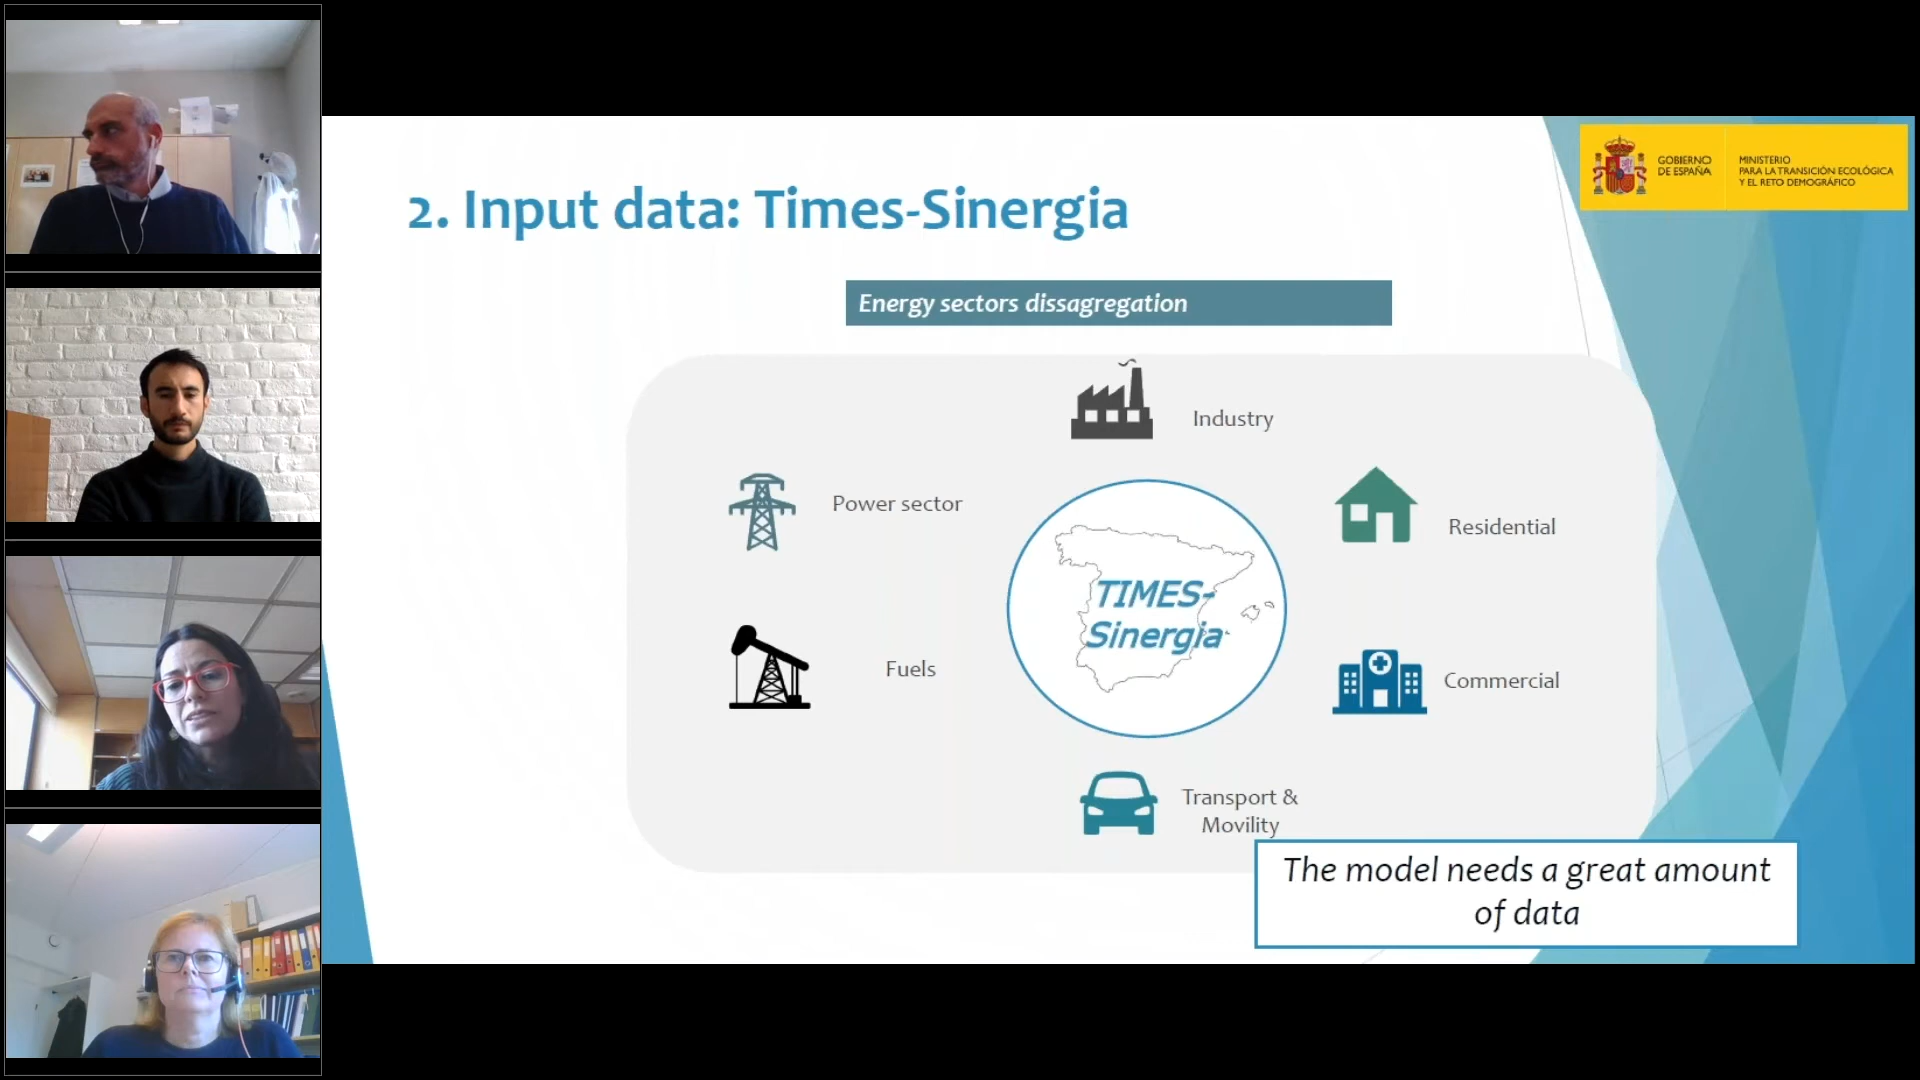 GOBIERNO
DE ESPAÑA
MINISTERIO
PARA LA TRANSICIÓN ECOLÓGICA
Y EL RETO DEMOGRÁFICO
2. Input data: Times-Sinergia
Energy sectors dissagregation
Industry
Power sector
Residential
TIMES-
Sinergia
Fuels
Commercial
Transport &
Movility
The model needs a great amount
of data